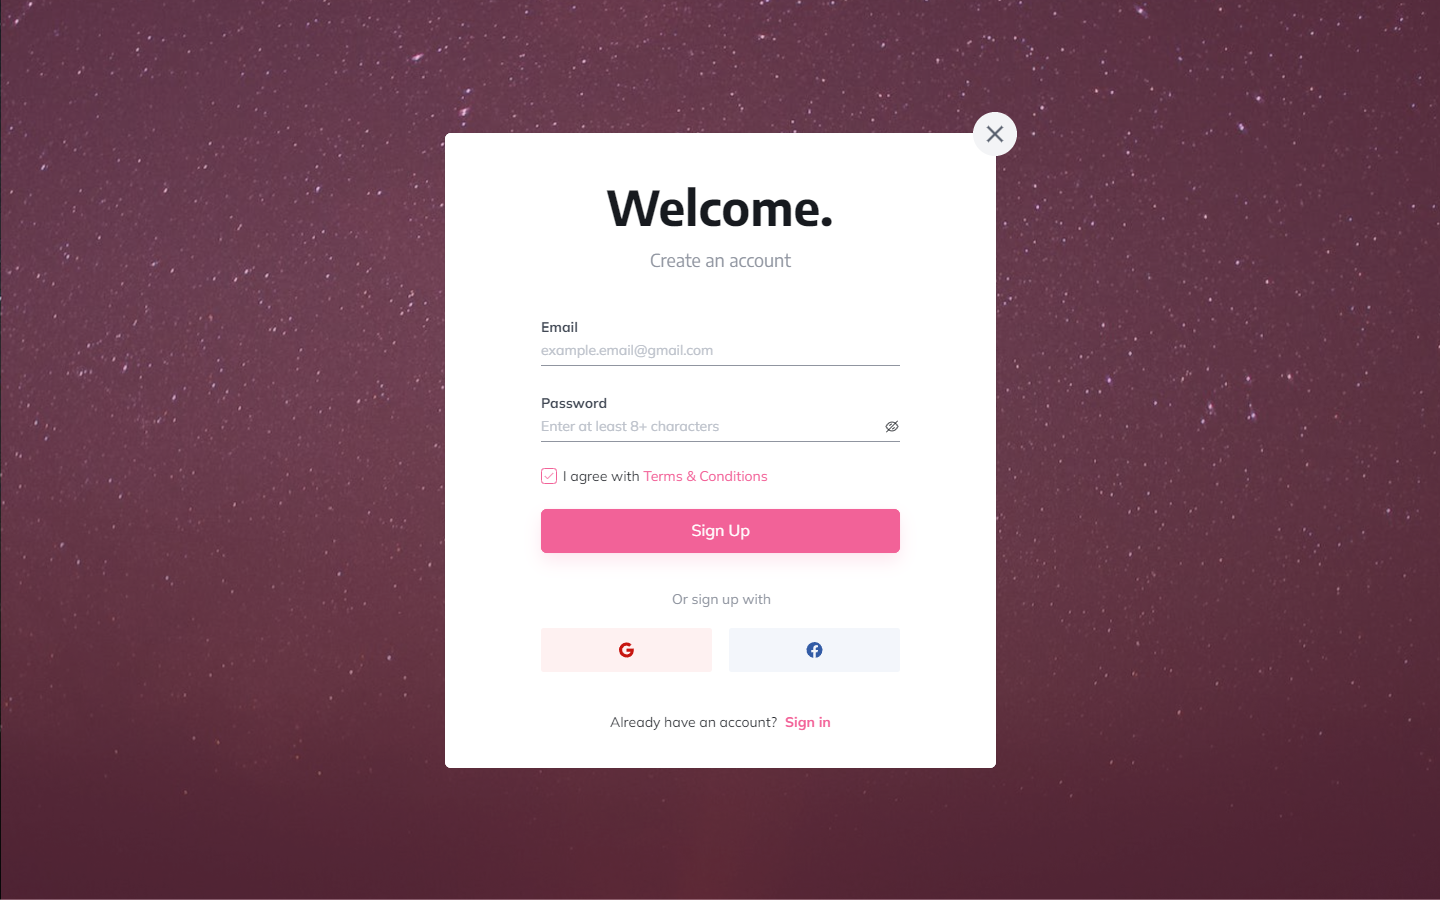 Welcome.
Create an account
Email
example.email@gmail.com
Password
Enter at least 8+ characters
I agree with Terms & Conditions
Sign Up
Or sign up with
Already have an account? Sign in